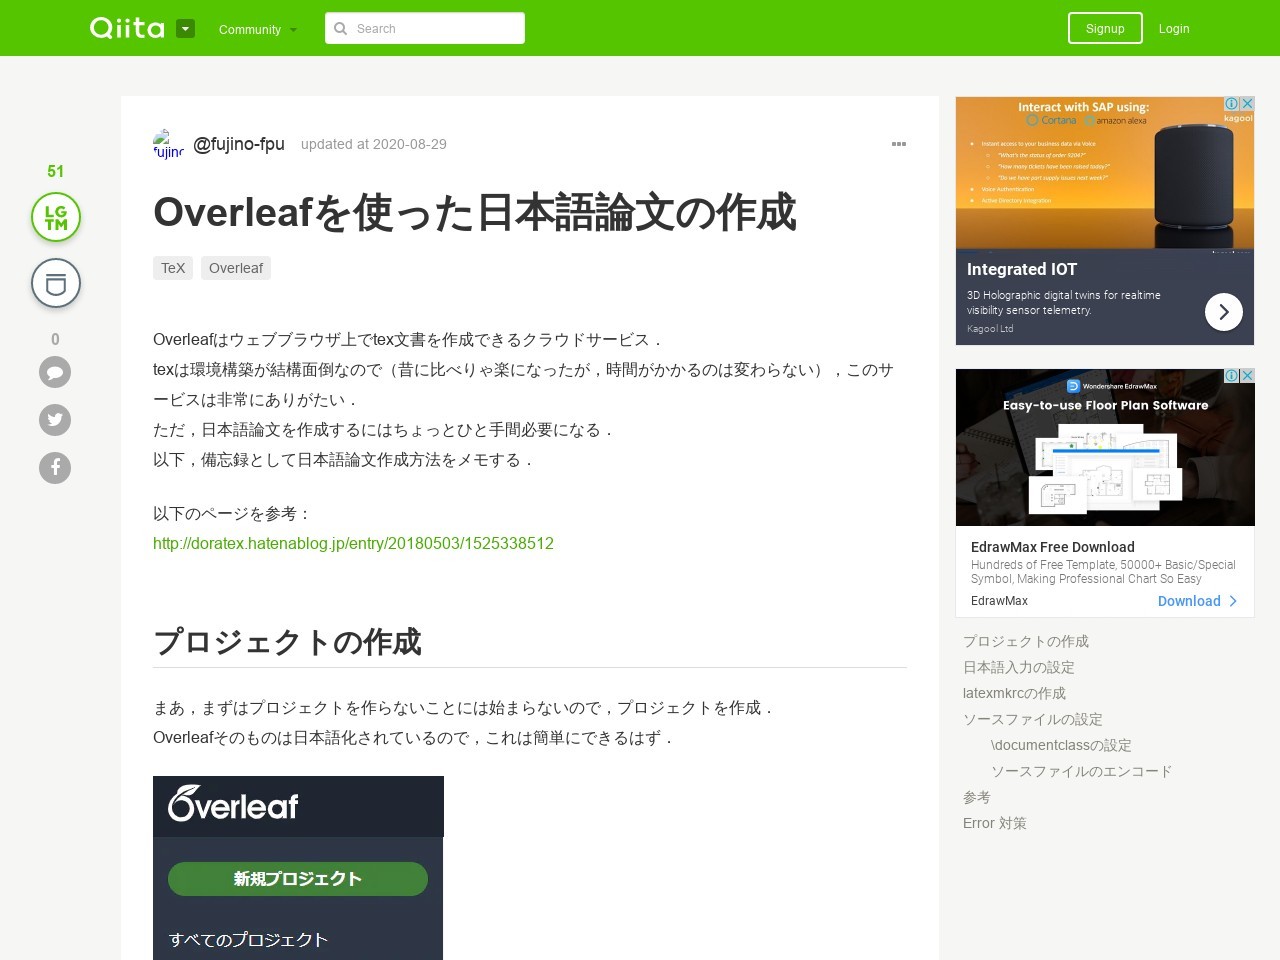 Qiita
Community
Search
Signup
Login
51
LG
TM
0
fujino
@fujino-fpu
updated at 2020-08-29
Overleafを使った日本語論文の作成
TeX
Overleaf
Overleafはウェブブラウザ上でtex文書を作成できるクラウドサービス．
texは環境構築が結構面倒なので（昔に比べりゃ楽になったが，時間がかかるのは変わらない），このサ
ービスは非常にありがたい．
ただ，日本語論文を作成するにはちょっとひと手間必要になる．
以下，備忘録として日本語論文作成方法をメモする．
以下のページを参考：
http://doratex.hatenablog.jp/entry/20180503/1525338512
プロジェクトの作成
まあ，まずはプロジェクトを作らないことには始まらないので，プロジェクトを作成．
Overleafそのものは日本語化されているので，これは簡単にできるはず．
Overleaf
新規プロジェクト
すべてのプロジェクト
Interact with SAP using:
Cortana
amazon alexa
kagool
Instant access to your business data via Voice
"What's the status of order 9204?"
"How many tickets have been raised today?"
"Do we have part supply issues next week?"
Voice Authentication
Active Directory Integration
Integrated IOT
3D Holographic digital twins for realtime
visibility sensor telemetry.
Kagool Ltd
Wondershare EdrawMax
Easy-to-use Floor Plan Software
EdrawMax Free Download
Hundreds of Free Template, 50000+ Basic/Special
Symbol, Making Professional Chart So Easy
EdrawMax
Download
プロジェクトの作成
日本語入力の設定
latexmkrcの作成
ソースファイルの設定
\documentclassの設定
ソースファイルのエンコード
参考
Error 対策